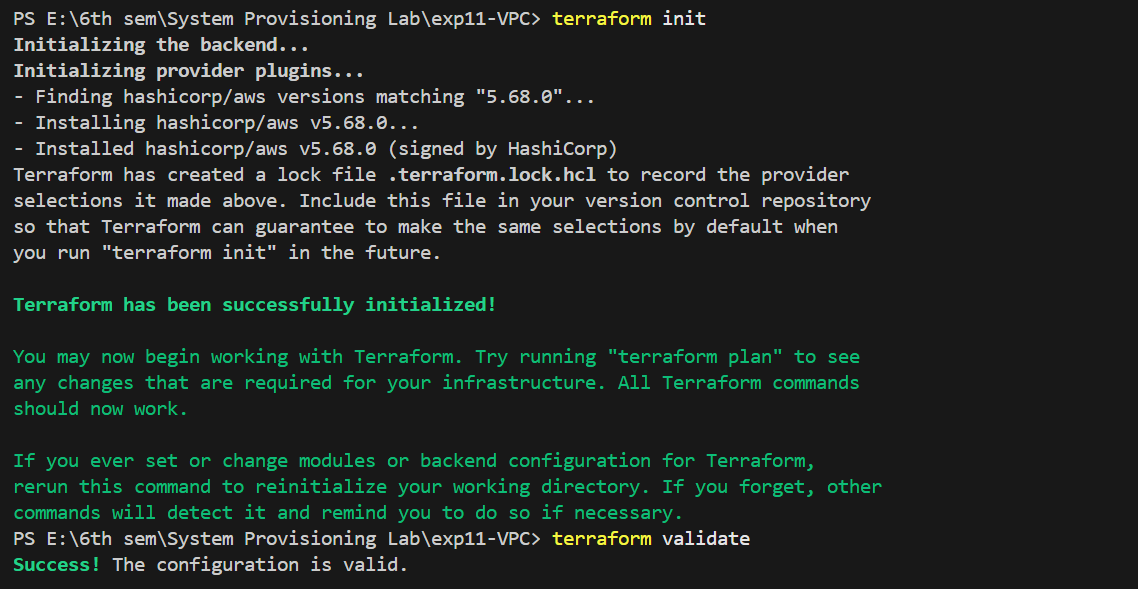 PS E:\6th sem\System Provisioning Lab\exp11-VPC> terraform init
Initializing the backend...
Initializing provider plugins...
- Finding hashicorp/aws versions matching "5.68.0"...
- Installing hashicorp/aws v5.68.0...
- Installed hashicorp/aws v5.68.0 (signed by HashiCorp)
Terraform has created a lock file .terraform.lock.hcl to record the provider
selections it made above. Include this file in your version control repository
so that Terraform can guarantee to make the same selections by default when
you run "terraform init" in the future.
Terraform has been successfully initialized!
You may now begin working with Terraform. Try running "terraform plan" to see
any changes that are required for your infrastructure. All Terraform commands
should now work.
If you ever set or change modules or backend configuration for Terraform,
rerun this command to reinitialize your working directory. If you forget, other
commands will detect it and remind you to do so if necessary.
PS E:\6th sem\System Provisioning Lab\exp11-VPC> terraform validate
Success! The configuration is valid.